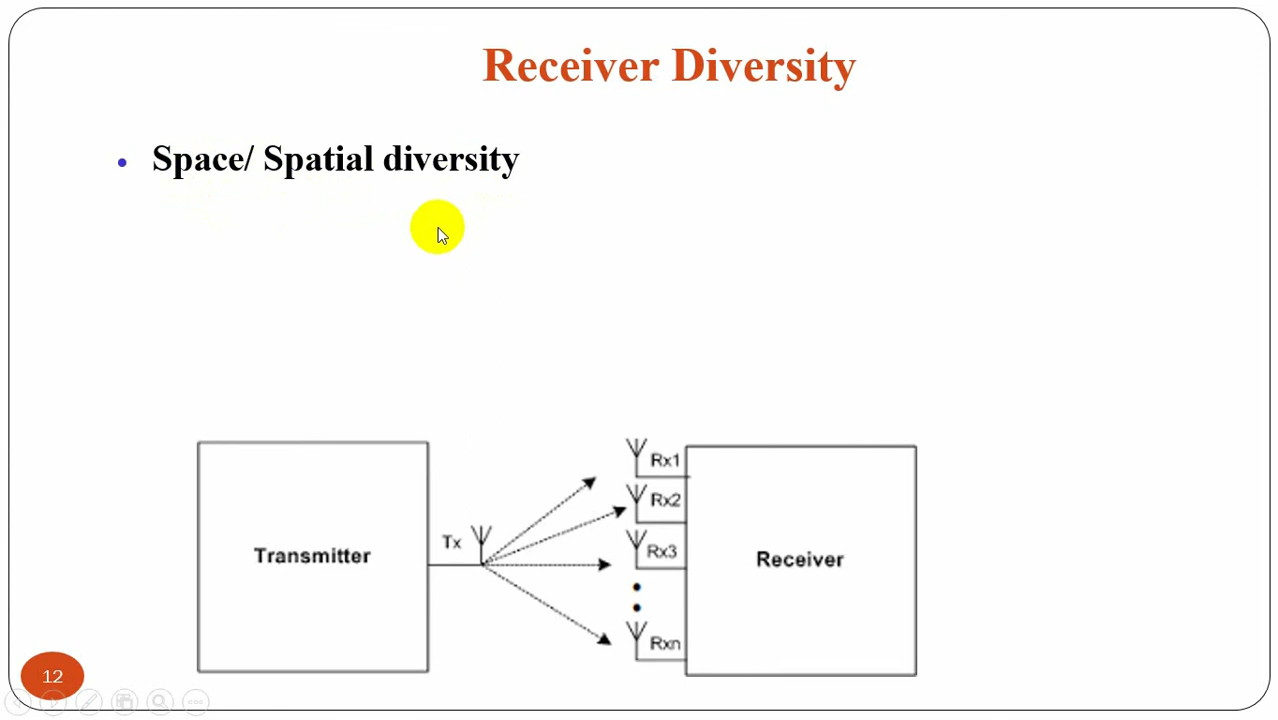 Receiver Diversity
• Space/ Spatial diversity
Rx1
Rx2
Tx
Rx3
Transmitter
Receiver
Rxn
12